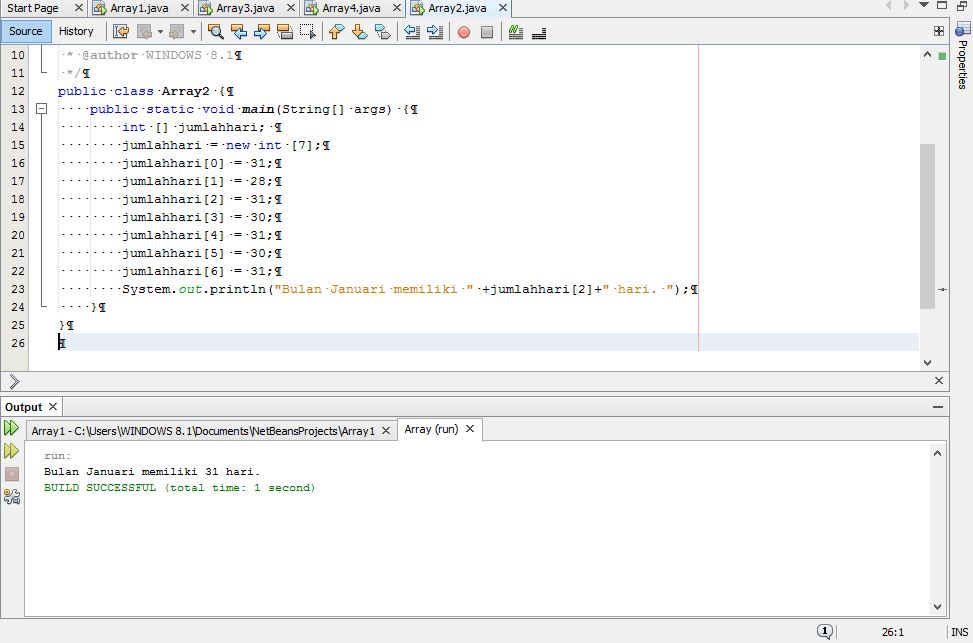 Start Page Array1.java Array3.java Array4.java Array2.java
Source History
10 * @author WINDOWS 8.1¶
11 */¶
12 public class Array2 {¶
13 public static void main(String[] args) {¶
14 int [] jumlahhari; ¶
15 jumlahhari = new int [7];¶
16 jumlahhari[0] = 31;¶
17 jumlahhari[1] = 28;¶
18 jumlahhari[2] = 31;¶
19 jumlahhari[3] = 30;¶
20 jumlahhari[4] = 31;¶
21 jumlahhari[5] = 30;¶
22 jumlahhari[6] = 31;¶
23 System.out.println("Bulan Januari memiliki " +jumlahhari[2]+" hari. ");¶
24 }¶
25 }¶
26 ¶
Properties
Output
Array1 - C:\Users\WINDOWS 8.1\Documents\NetBeansProjects\Array1 Array (run)
run:
Bulan Januari memiliki 31 hari.
BUILD SUCCESSFUL (total time: 1 second)
1 26:1 INS